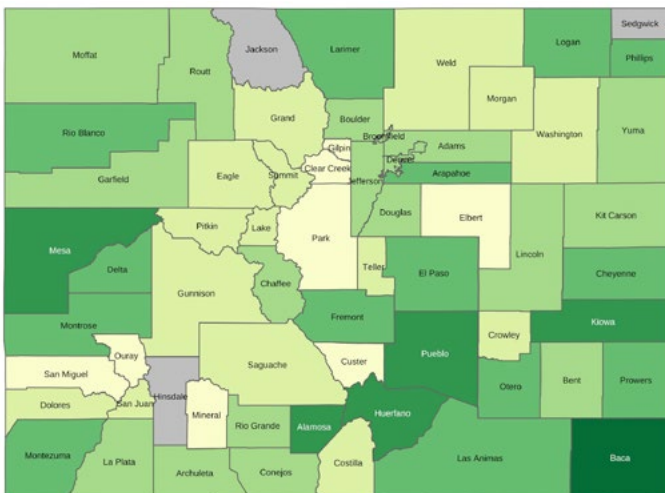 Sedgwick
Jackson
Larimer
Logan
Moffat
Phillips
Weld
Routt
Morgan
Grand
Boulder
Rio Blanco
Washington
Yuma
Broomfield
Gilpin
Adams
Denver
Clear Creek
Eagle
Summit
Arapahoe
Garfield
Jefferson
Kit Carson
Douglas
Elbert
Pitkin
Lake
Park
Mesa
Lincoln
Delta
Teller
El Paso
Cheyenne
Chaffee
Gunnison
Fremont
Kiowa
Montrose
Crowley
Ouray
Pueblo
Custer
Saguache
San Miguel
Bent
Prowers
Otero
Hinsdale
San Juan
Dolores
Mineral
Huerfano
Rio Grande
Alamosa
Montezuma
Las Animas
Baca
La Plata
Costilla
Archuleta
Conejos